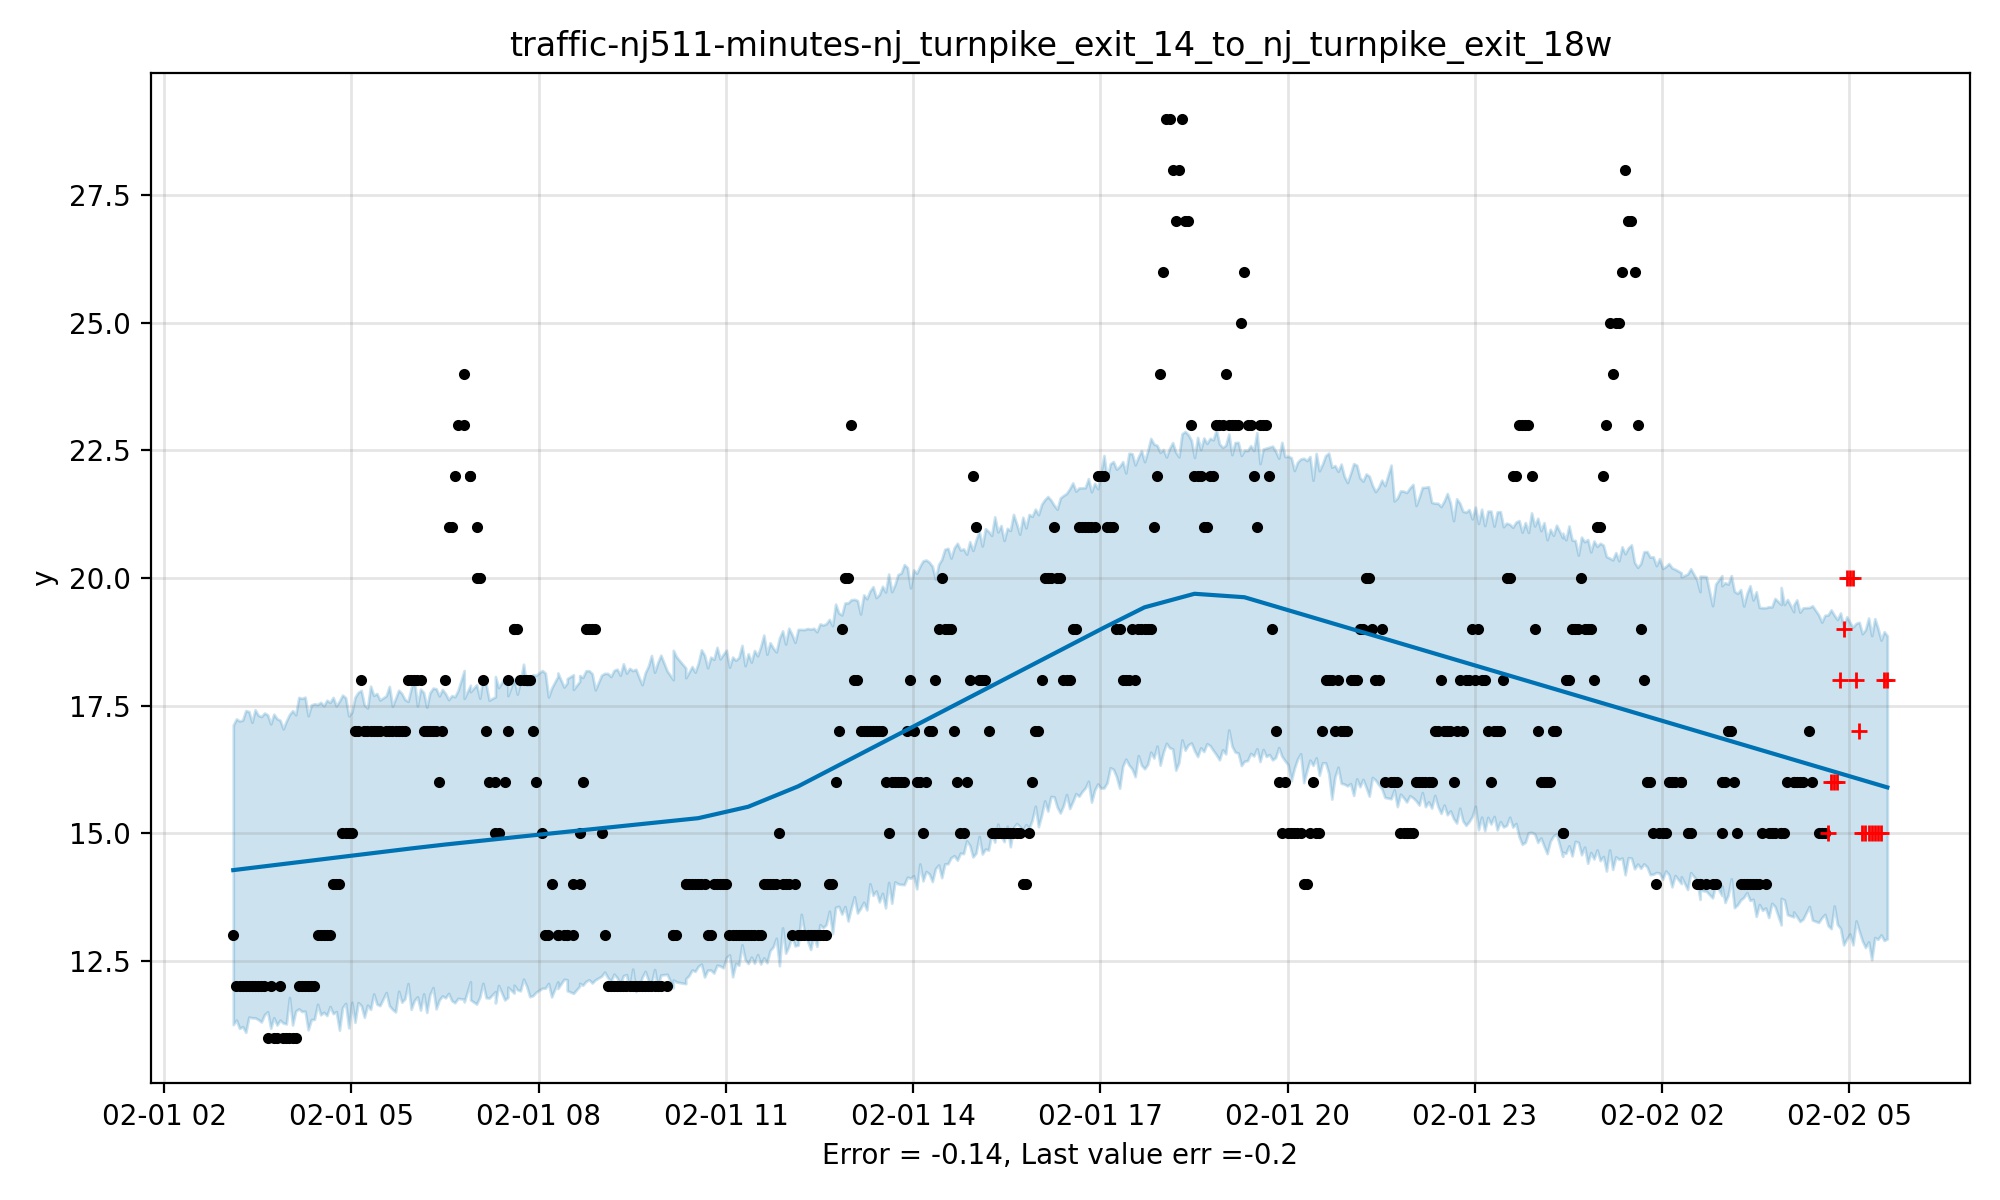 traffic-nj511-minutes-nj_turnpike_exit_14_to_nj_turnpike_exit_18w
27.5
25.0
22.5
20.0
17.5
15.0
12.5
y
02-01 02 02-01 05 02-01 08 02-01 11 02-01 14 02-01 17 02-01 20 02-01 23 02-02 02 02-02 05
Error = -0.14, Last value err =-0.2